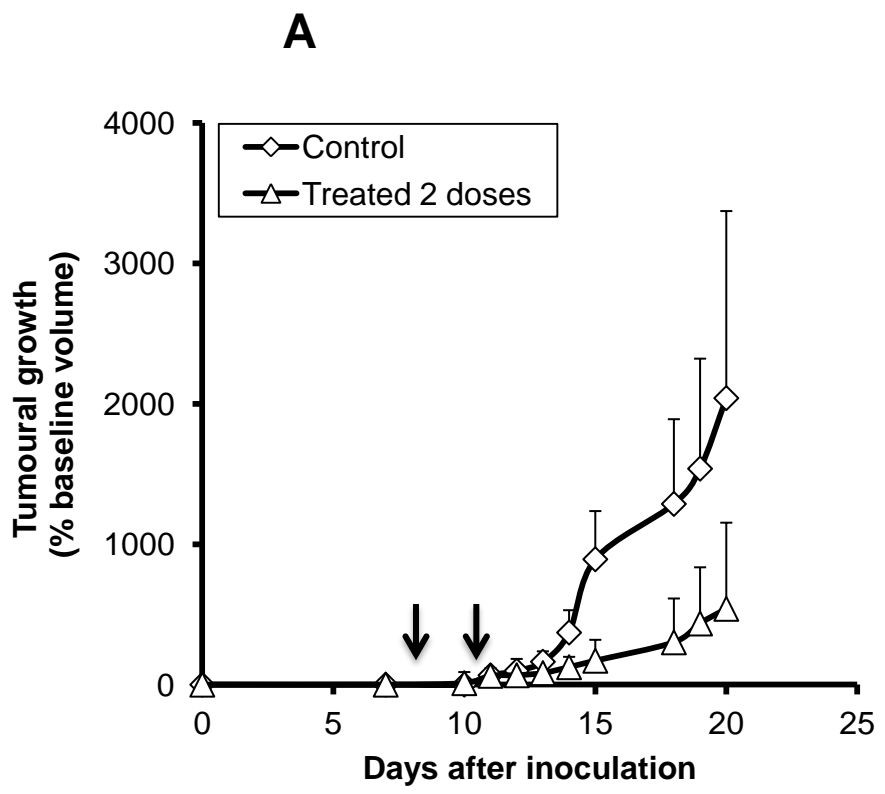 A
4000
3000
2000
1000
0
Control
Treated 2 doses
Tumoural growth
(% baseline volume)
0
5
10
15
20
25
Days after inoculation